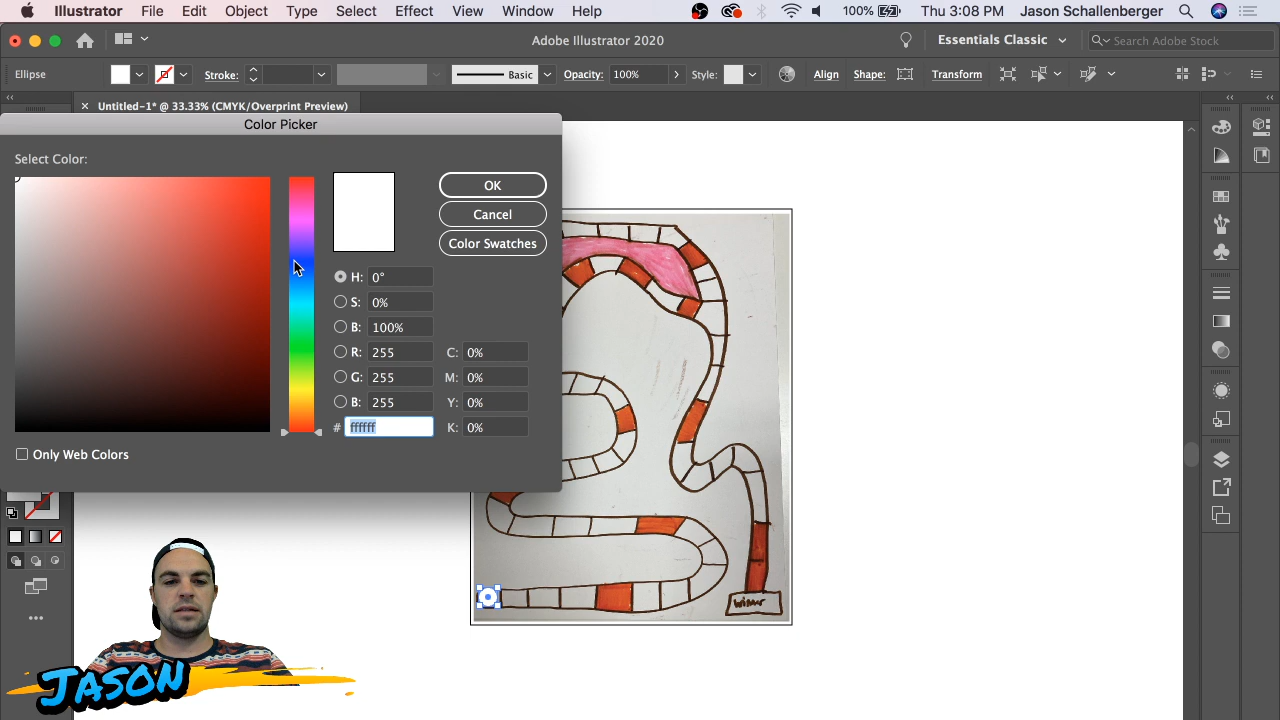 Illustrator File Edit Object Type Select Effect View Window Help 100% Thu 3:08 PM Jason Schallenberger
Adobe Illustrator 2020 Essentials Classic Search Adobe Stock
Ellipse Stroke: Basic Opacity: 100% Style: Align Shape: Transform
× Untitled-1* @ 33.33% (CMYK/Overprint Preview)
Color Picker
Select Color:
OK
Cancel
Color Swatches
H: 0°
S: 0%
B: 100%
R: 255 C: 0%
G: 255 M: 0%
B: 255 Y: 0%
# ffffff K: 0%
Only Web Colors
Winner
JASON